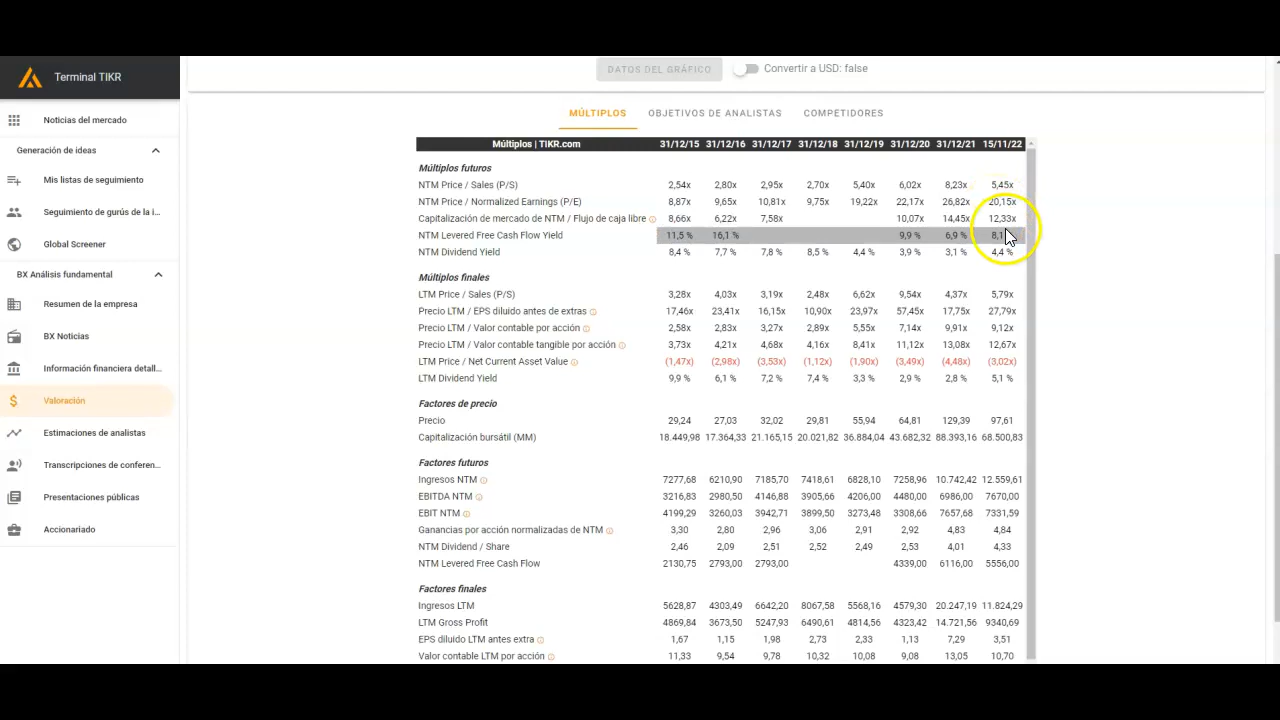 Terminal TIKR
DATOS DEL GRÁFICO Convertir a USD: false
Noticias del mercado
Generación de ideas
Mis listas de seguimiento
Seguimiento de gurús de la i...
Global Screener
BX Análisis fundamental
Resumen de la empresa
BX Noticias
Información financiera detall...
Valoración
Estimaciones de analistas
Transcripciones de conferen...
Presentaciones públicas
Accionariado
MÚLTIPLOS OBJETIVOS DE ANALISTAS COMPETIDORES
Múltiplos | TIKR.com 31/12/15 31/12/16 31/12/17 31/12/18 31/12/19 31/12/20 31/12/21 15/11/22
Múltiplos futuros
NTM Price / Sales (P/S) 2,54x 2,80x 2,95x 2,70x 5,40x 6,02x 8,23x 5,45x
NTM Price / Normalized Earnings (P/E) 8,87x 9,65x 10,81x 9,75x 19,22x 22,17x 26,82x 20,15x
Capitalización de mercado de NTM / Flujo de caja libre 8,66x 6,22x 7,58x 10,07x 14,45x 12,33x
NTM Levered Free Cash Flow Yield 11,5 % 16,1 % 9,9 % 6,9 %
NTM Dividend Yield 8,4 % 7,7 % 7,8 % 8,5 % 4,4 % 3,9 % 3,1 % 4,4 %
Múltiplos finales
LTM Price / Sales (P/S) 3,28x 4,03x 3,19x 2,48x 6,62x 9,54x 4,37x 5,79x
Precio LTM / EPS diluido antes de extras 17,46x 23,41x 16,15x 10,90x 23,97x 57,45x 17,75x 27,79x
Precio LTM / Valor contable por acción 2,58x 2,83x 3,27x 2,89x 5,55x 7,14x 9,91x 9,12x
Precio LTM / Valor contable tangible por acción 3,73x 4,21x 4,68x 4,16x 8,41x 11,12x 13,08x 12,67x
LTM Price / Net Current Asset Value (1,47x) (2,98x) (3,53x) (1,12x) (1,90x) (3,49x) (4,48x) (3,02x)
LTM Dividend Yield 9,9 % 6,1 % 7,2 % 7,4 % 3,3 % 2,9 % 2,8 % 5,1 %
Factores de precio
Precio 29,24 27,03 32,02 29,81 55,94 64,81 129,39 97,61
Capitalización bursátil (MM) 18.449,98 17.364,33 21.165,15 20.021,82 36.884,04 43.682,32 88.393,16 68.500,83
Factores futuros
Ingresos NTM 7277,68 6210,90 7185,70 7418,61 6828,10 7258,96 10.742,42 12.559,61
EBITDA NTM 3216,83 2980,50 4146,88 3905,66 4206,00 4480,00 6986,00 7670,00
EBIT NTM 4199,29 3260,03 3942,71 3899,50 3273,48 3308,66 7657,68 7331,59
Ganancias por acción normalizadas de NTM 3,30 2,80 2,96 3,06 2,91 2,92 4,83 4,84
NTM Dividend / Share 2,46 2,09 2,51 2,52 2,49 2,53 4,01 4,33
NTM Levered Free Cash Flow 2130,75 2793,00 2793,00 4339,00 6116,00 5556,00
Factores finales
Ingresos LTM 5628,87 4303,49 6642,20 8067,58 5568,16 4579,30 20.247,19 11.824,29
LTM Gross Profit 4869,84 3673,50 5247,93 6490,61 4814,56 4323,42 14.721,56 9340,69
EPS diluido LTM antes extra 1,67 1,15 1,98 2,73 2,33 1,13 7,29 3,51
Valor contable LTM por acción 11,33 9,54 9,78 10,32 10,08 9,08 13,05 10,70